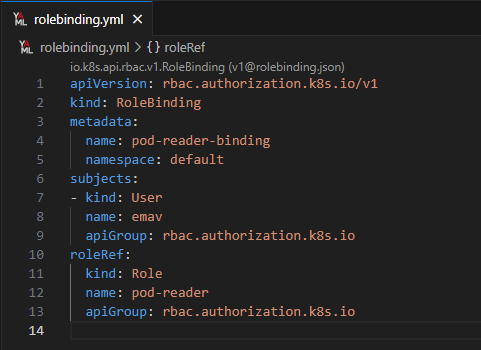 YAML rolebinding.yml ×
YAML rolebinding.yml > {} roleRef
io.k8s.api.rbac.v1.RoleBinding (v1@rolebinding.json)
1 apiVersion: rbac.authorization.k8s.io/v1
2 kind: RoleBinding
3 metadata:
4   name: pod-reader-binding
5   namespace: default
6 subjects:
7 - kind: User
8   name: emav
9   apiGroup: rbac.authorization.k8s.io
10 roleRef:
11   kind: Role
12   name: pod-reader
13   apiGroup: rbac.authorization.k8s.io
14